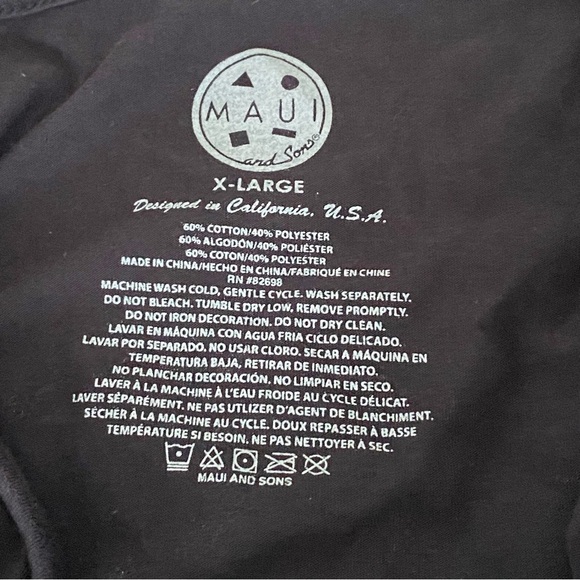 MAUI
and Sons®
X-LARGE
Designed in California, U.S.A.
60% COTTON/40% POLYESTER
60% ALGODÓN/40% POLIÉSTER
60% COTON/40% POLYESTER
MADE IN CHINA/HECHO EN CHINA/FABRIQUÉ EN CHINE
RN #82698
MACHINE WASH COLD, GENTLE CYCLE. WASH SEPARATELY.
DO NOT BLEACH. TUMBLE DRY LOW, REMOVE PROMPTLY.
DO NOT IRON DECORATION. DO NOT DRY CLEAN.
LAVAR EN MÁQUINA CON AGUA FRIA CICLO DELICADO.
LAVAR POR SEPARADO. NO USAR CLORO. SECAR A MÁQUINA EN
TEMPERATURA BAJA, RETIRAR DE INMEDIATO.
NO PLANCHAR DECORACIÓN. NO LIMPIAR EN SECO.
LAVER À LA MACHINE À L'EAU FROIDE AU CYCLE DÉLICAT.
LAVER SÉPARÉMENT. NE PAS UTLIZER D'AGENT DE BLANCHIMENT.
SÉCHER À LA MACHINE AU CYCLE. DOUX REPASSER À BASSE
TEMPÉRATURE SI BESOIN. NE PAS NETTOYER À SEC.
MAUI AND SONS